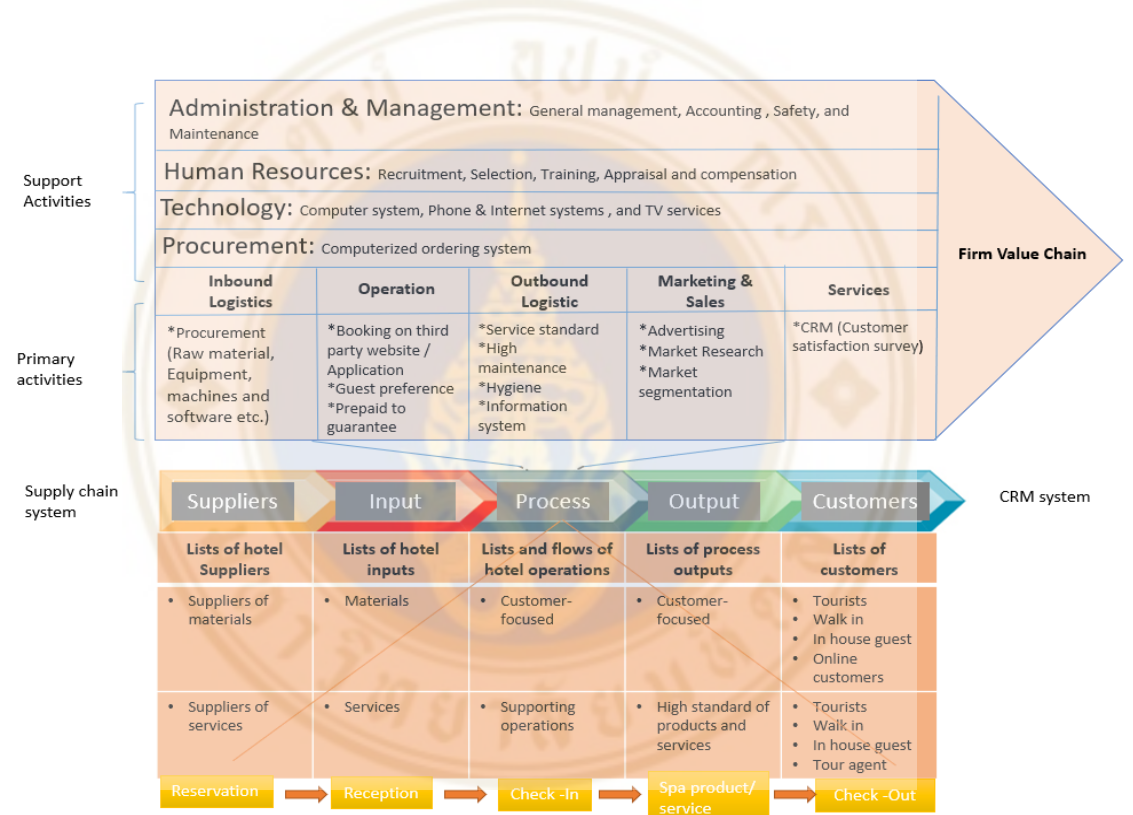 Administration & Management: General management, Accounting , Safety, and
Maintenance
Human Resources: Recruitment, Selection, Training, Appraisal and compensation
Technology: Computer system, Phone & Internet systems , and TV services
Procurement: Computerized ordering system
Support
Activities
Firm Value Chain
Inbound
Logistics
Operation
Outbound
Logistic
Marketing &
Sales
Services
Primary
activities
*Procurement
(Raw material,
Equipment,
machines and
software etc.)
*Booking on third
party website /
Application
*Guest preference
*Prepaid to
guarantee
*Service standard
*High
maintenance
*Hygiene
*Information
system
*Advertising
*Market Research
*Market
segmentation
*CRM (Customer
satisfaction survey)
Supply chain
system
Suppliers
Input
Process
Output
Customers
CRM system
Lists of hotel
Suppliers
Lists of hotel
inputs
Lists and flows of
hotel operations
Lists of process
outputs
Lists of
customers
• Suppliers of
materials
• Materials
• Customer-
focused
• Customer-
focused
• Tourists
• Walk in
• In house guest
• Online
customers
• Suppliers of
services
• Services
• Supporting
operations
• High standard of
products and
services
• Tourists
• Walk in
• In house guest
• Tour agent
Reservation
Reception
Check -In
Spa product/
service
Check -Out